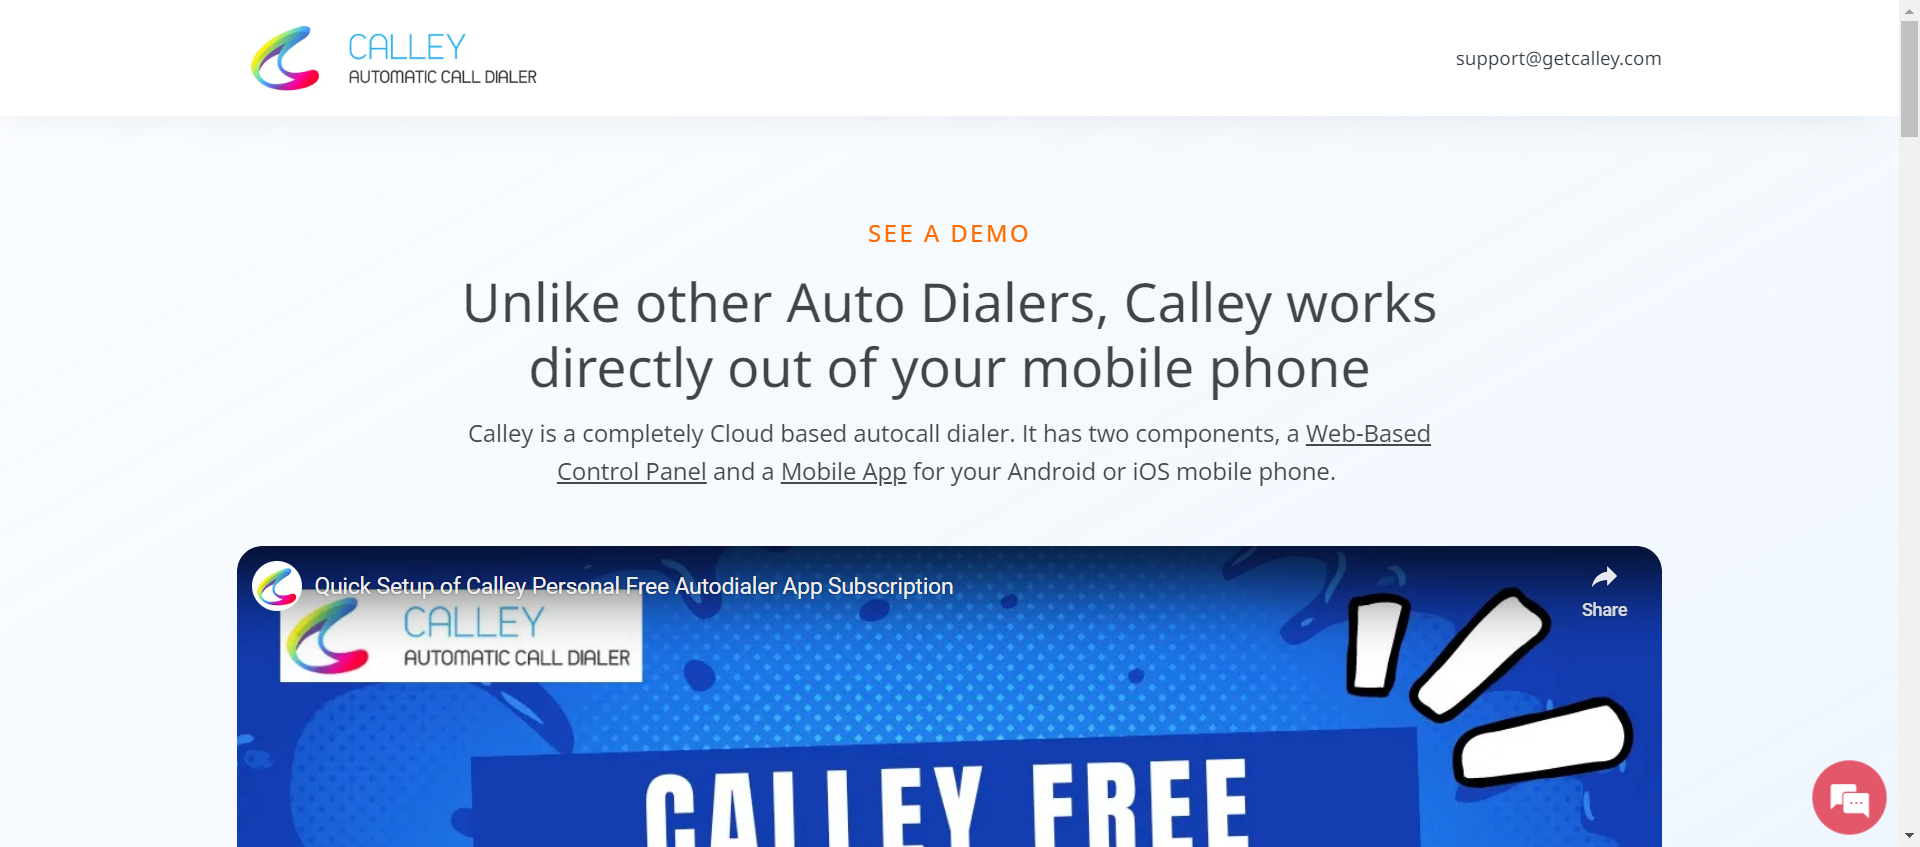 CALLEY
AUTOMATIC CALL DIALER
support@getcalley.com
SEE A DEMO
Unlike other Auto Dialers, Calley works
directly out of your mobile phone
Calley is a completely Cloud based autocall dialer. It has two components, a Web-Based
Control Panel and a Mobile App for your Android or iOS mobile phone.
Quick Setup of Calley Personal Free Autodialer App Subscription
Share
CALLEY
AUTOMATIC CALL DIALER
CALLEY FREE